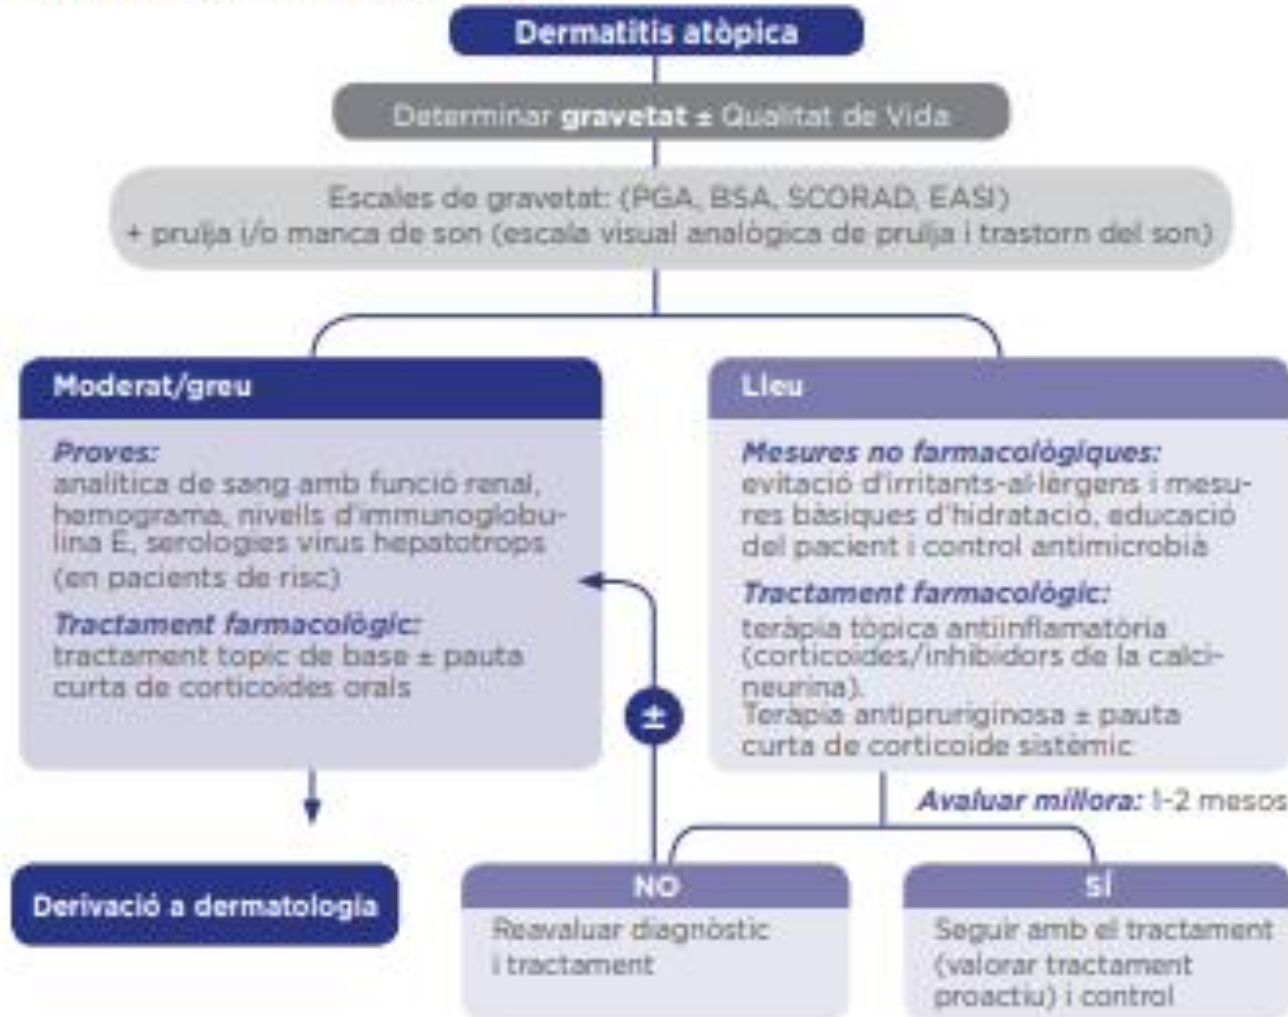 Dermatitis atòpica
Determinar gravetat ± Qualitat de Vida
Escales de gravetat: (PGA, BSA, SCORAD, EASI)
+ pruïja i/o manca de son (escala visual analògica de pruïja i trastorn del son)
Moderat/greu
Proves:
analítica de sang amb funció renal,
hemograma, nivells d'immunoglobu-
lina E, serologies virus hepatotrops
(en pacients de risc)
Tractament farmacològic:
tractament topic de base ± pauta
curta de corticoides orals
Derivació a dermatologia
Lleu
Mesures no farmacològiques:
evitació d'irritants-al·lèrgens i mesu-
res bàsiques d'hidratació, educació
del pacient i control antimicrobià
Tractament farmacològic:
teràpia tòpica antiinflamatòria
(corticoides/inhibidors de la calci-
neurina).
Teràpia antipruriginosa ± pauta
curta de corticoide sistèmic
Avaluar millora: 1-2 mesos
±
NO
Reavaluar diagnòstic
i tractament
SÍ
Seguir amb el tractament
(valorar tractament
proactiu) i control